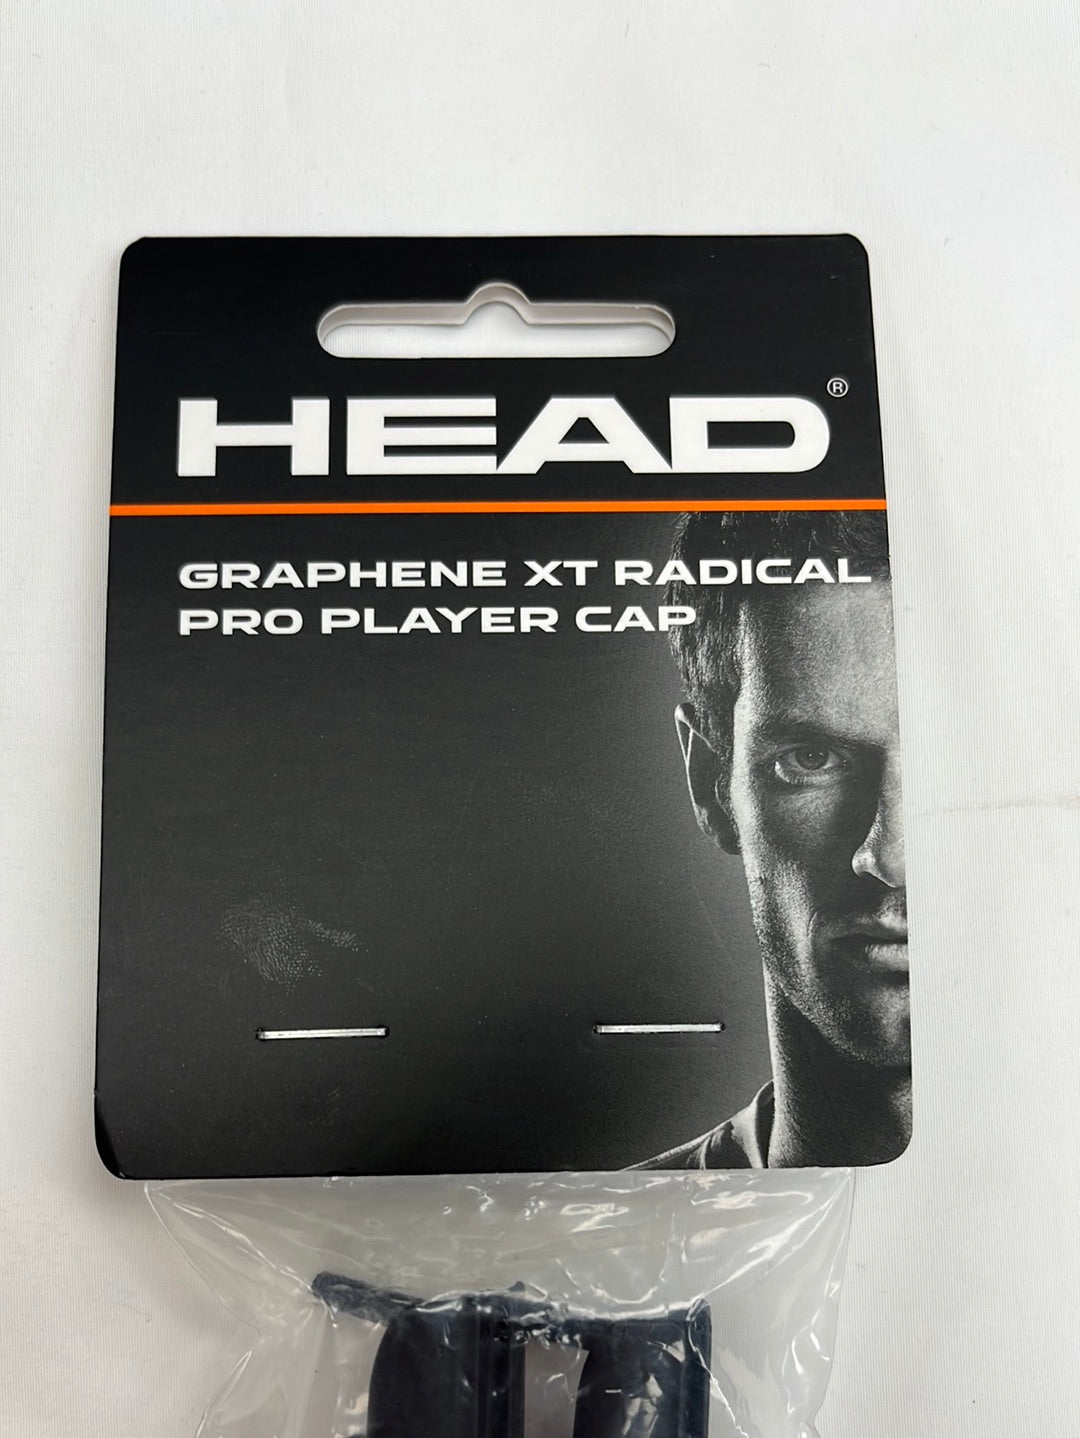 HEAD®
GRAPHENE XT RADICAL
PRO PLAYER CAP